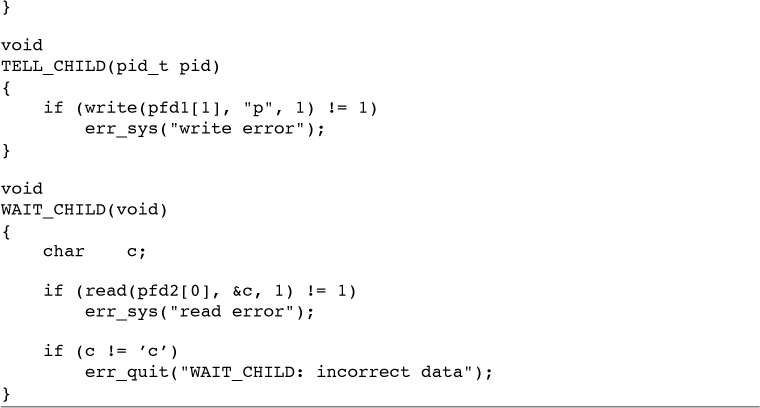 }
void
TELL_CHILD(pid_t pid)
{
    if (write(pfd1[1], "p", 1) != 1)
        err_sys("write error");
}
void
WAIT_CHILD(void)
{
    char    c;
    if (read(pfd2[0], &c, 1) != 1)
        err_sys("read error");
    if (c != ’c’)
        err_quit("WAIT_CHILD: incorrect data");
}